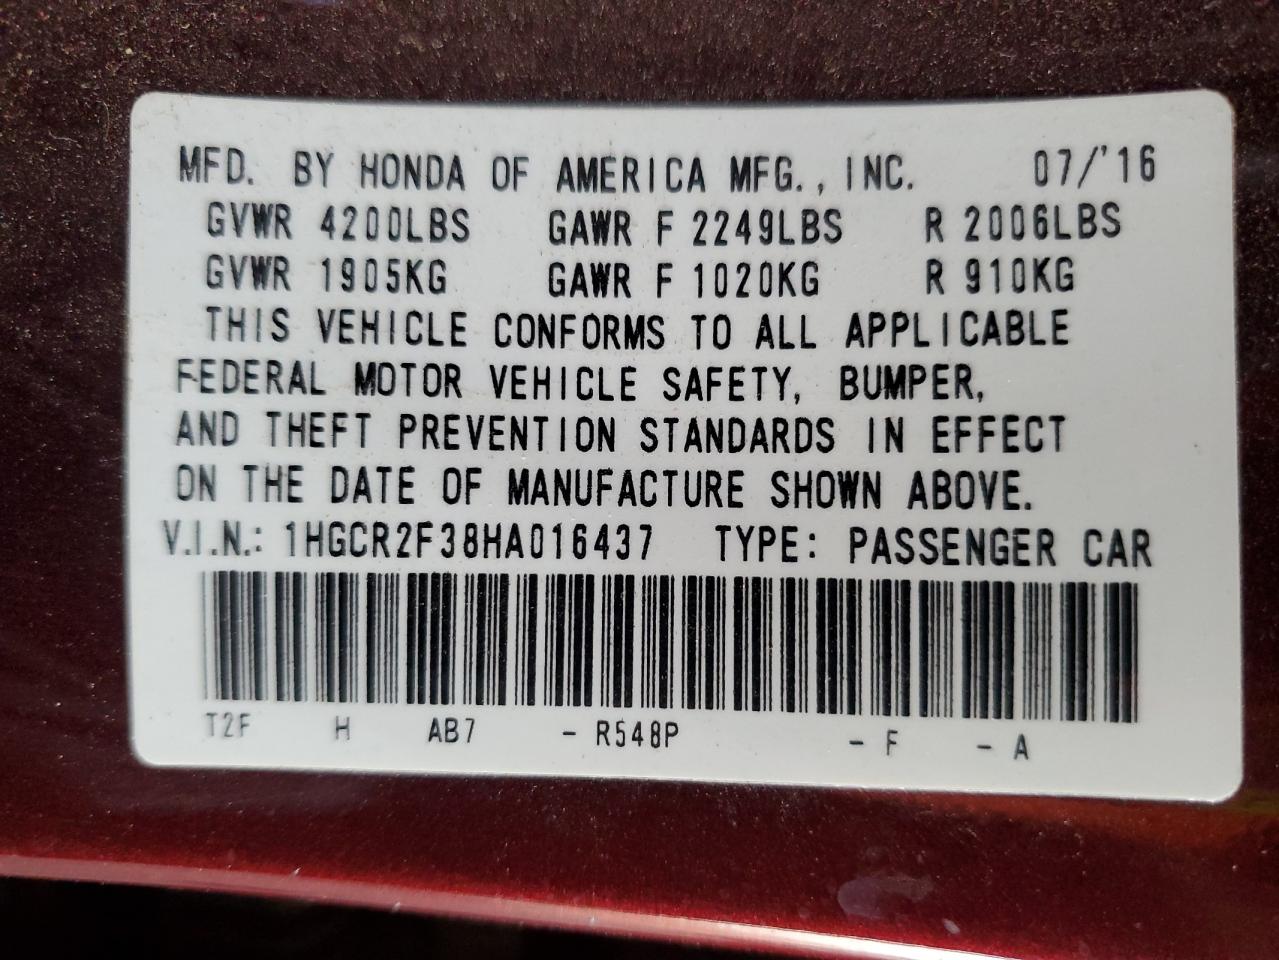 MFD. BY HONDA OF AMERICA MFG., INC. 07/'16
GVWR 4200LBS GAWR F 2249LBS R 2006LBS
GVWR 1905KG GAWR F 1020KG R 910KG
THIS VEHICLE CONFORMS TO ALL APPLICABLE
FEDERAL MOTOR VEHICLE SAFETY, BUMPER,
AND THEFT PREVENTION STANDARDS IN EFFECT
ON THE DATE OF MANUFACTURE SHOWN ABOVE.
V.I.N.: 1HGCR2F38HA016437 TYPE: PASSENGER CAR
T2F H AB7 - R548P - F - A